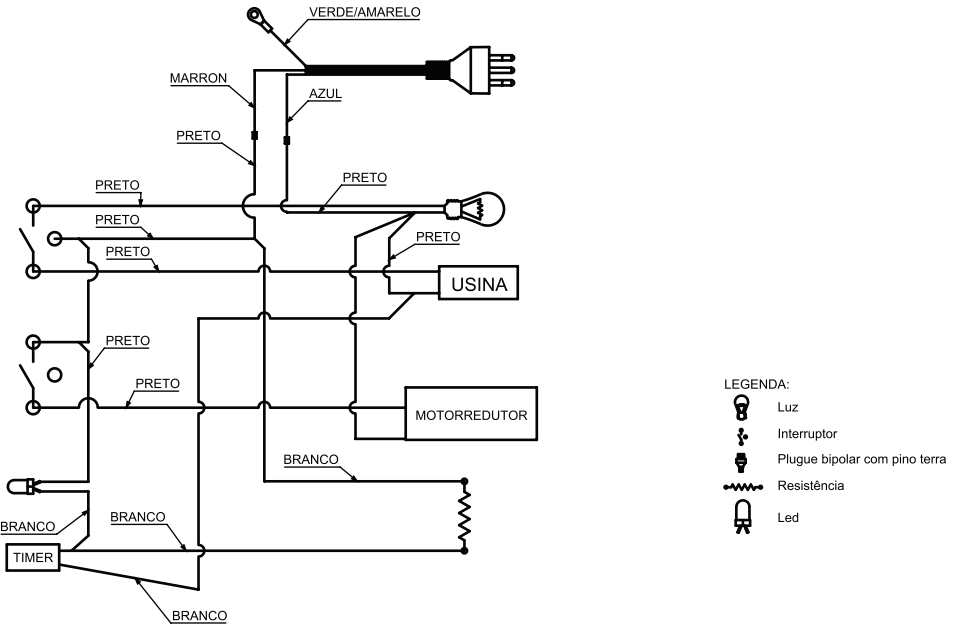 VERDE/AMARELO
MARRON
AZUL
PRETO
PRETO
PRETO
PRETO
PRETO
PRETO
USINA
PRETO
PRETO
MOTORREDUTOR
BRANCO
BRANCO
BRANCO
TIMER
BRANCO
LEGENDA:
Luz
Interruptor
Plugue bipolar com pino terra
Resistência
Led